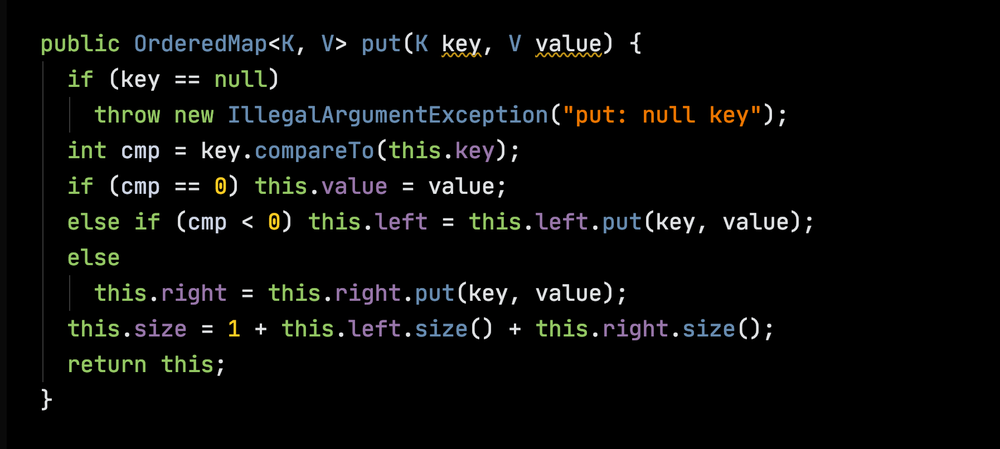 public OrderedMap<K, V> put(K key, V value) {
  if (key == null)
    throw new IllegalArgumentException("put: null key");
  int cmp = key.compareTo(this.key);
  if (cmp == 0) this.value = value;
  else if (cmp < 0) this.left = this.left.put(key, value);
  else
    this.right = this.right.put(key, value);
  this.size = 1 + this.left.size() + this.right.size();
  return this;
}